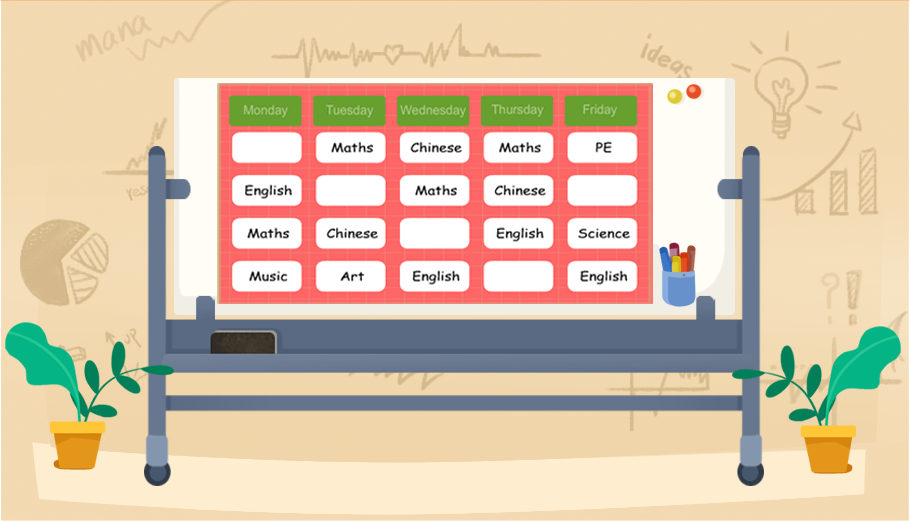 mana
ideas
Monday Tuesday Wednesday Thursday Friday
Maths Chinese Maths PE
English Maths Chinese
Maths Chinese English Science
Music Art English English
? !
up